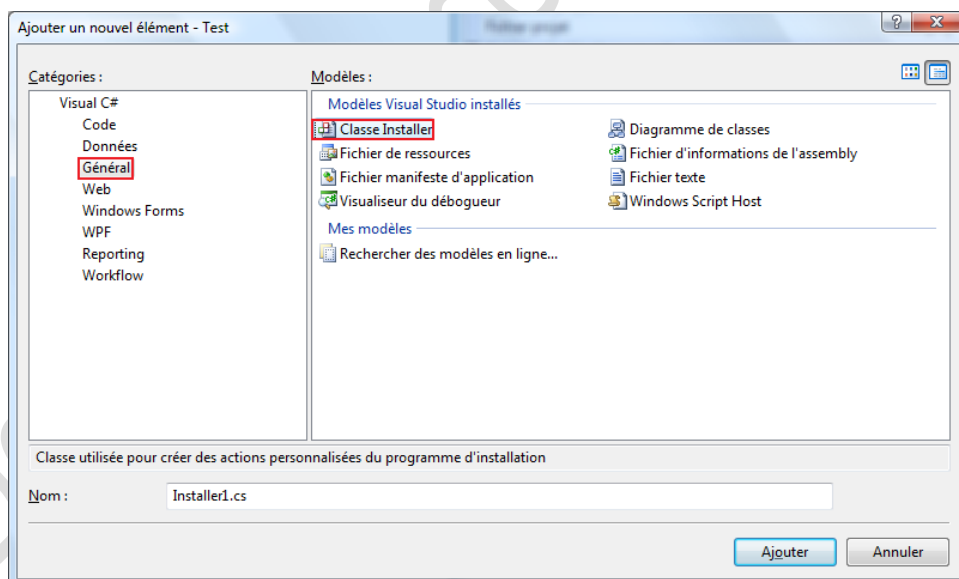 Ajouter un nouvel élément - Test
Catégories :
Visual C#
Code
Données
Général
Web
Windows Forms
WPF
Reporting
Workflow
Modèles :
Modèles Visual Studio installés
Classe Installer
Diagramme de classes
Fichier de ressources
Fichier d'informations de l'assembly
Fichier manifeste d'application
Fichier texte
Visualiseur du débogueur
Windows Script Host
Mes modèles
Rechercher des modèles en ligne...
Classe utilisée pour créer des actions personnalisées du programme d'installation
Nom :
Installer1.cs
Ajouter
Annuler